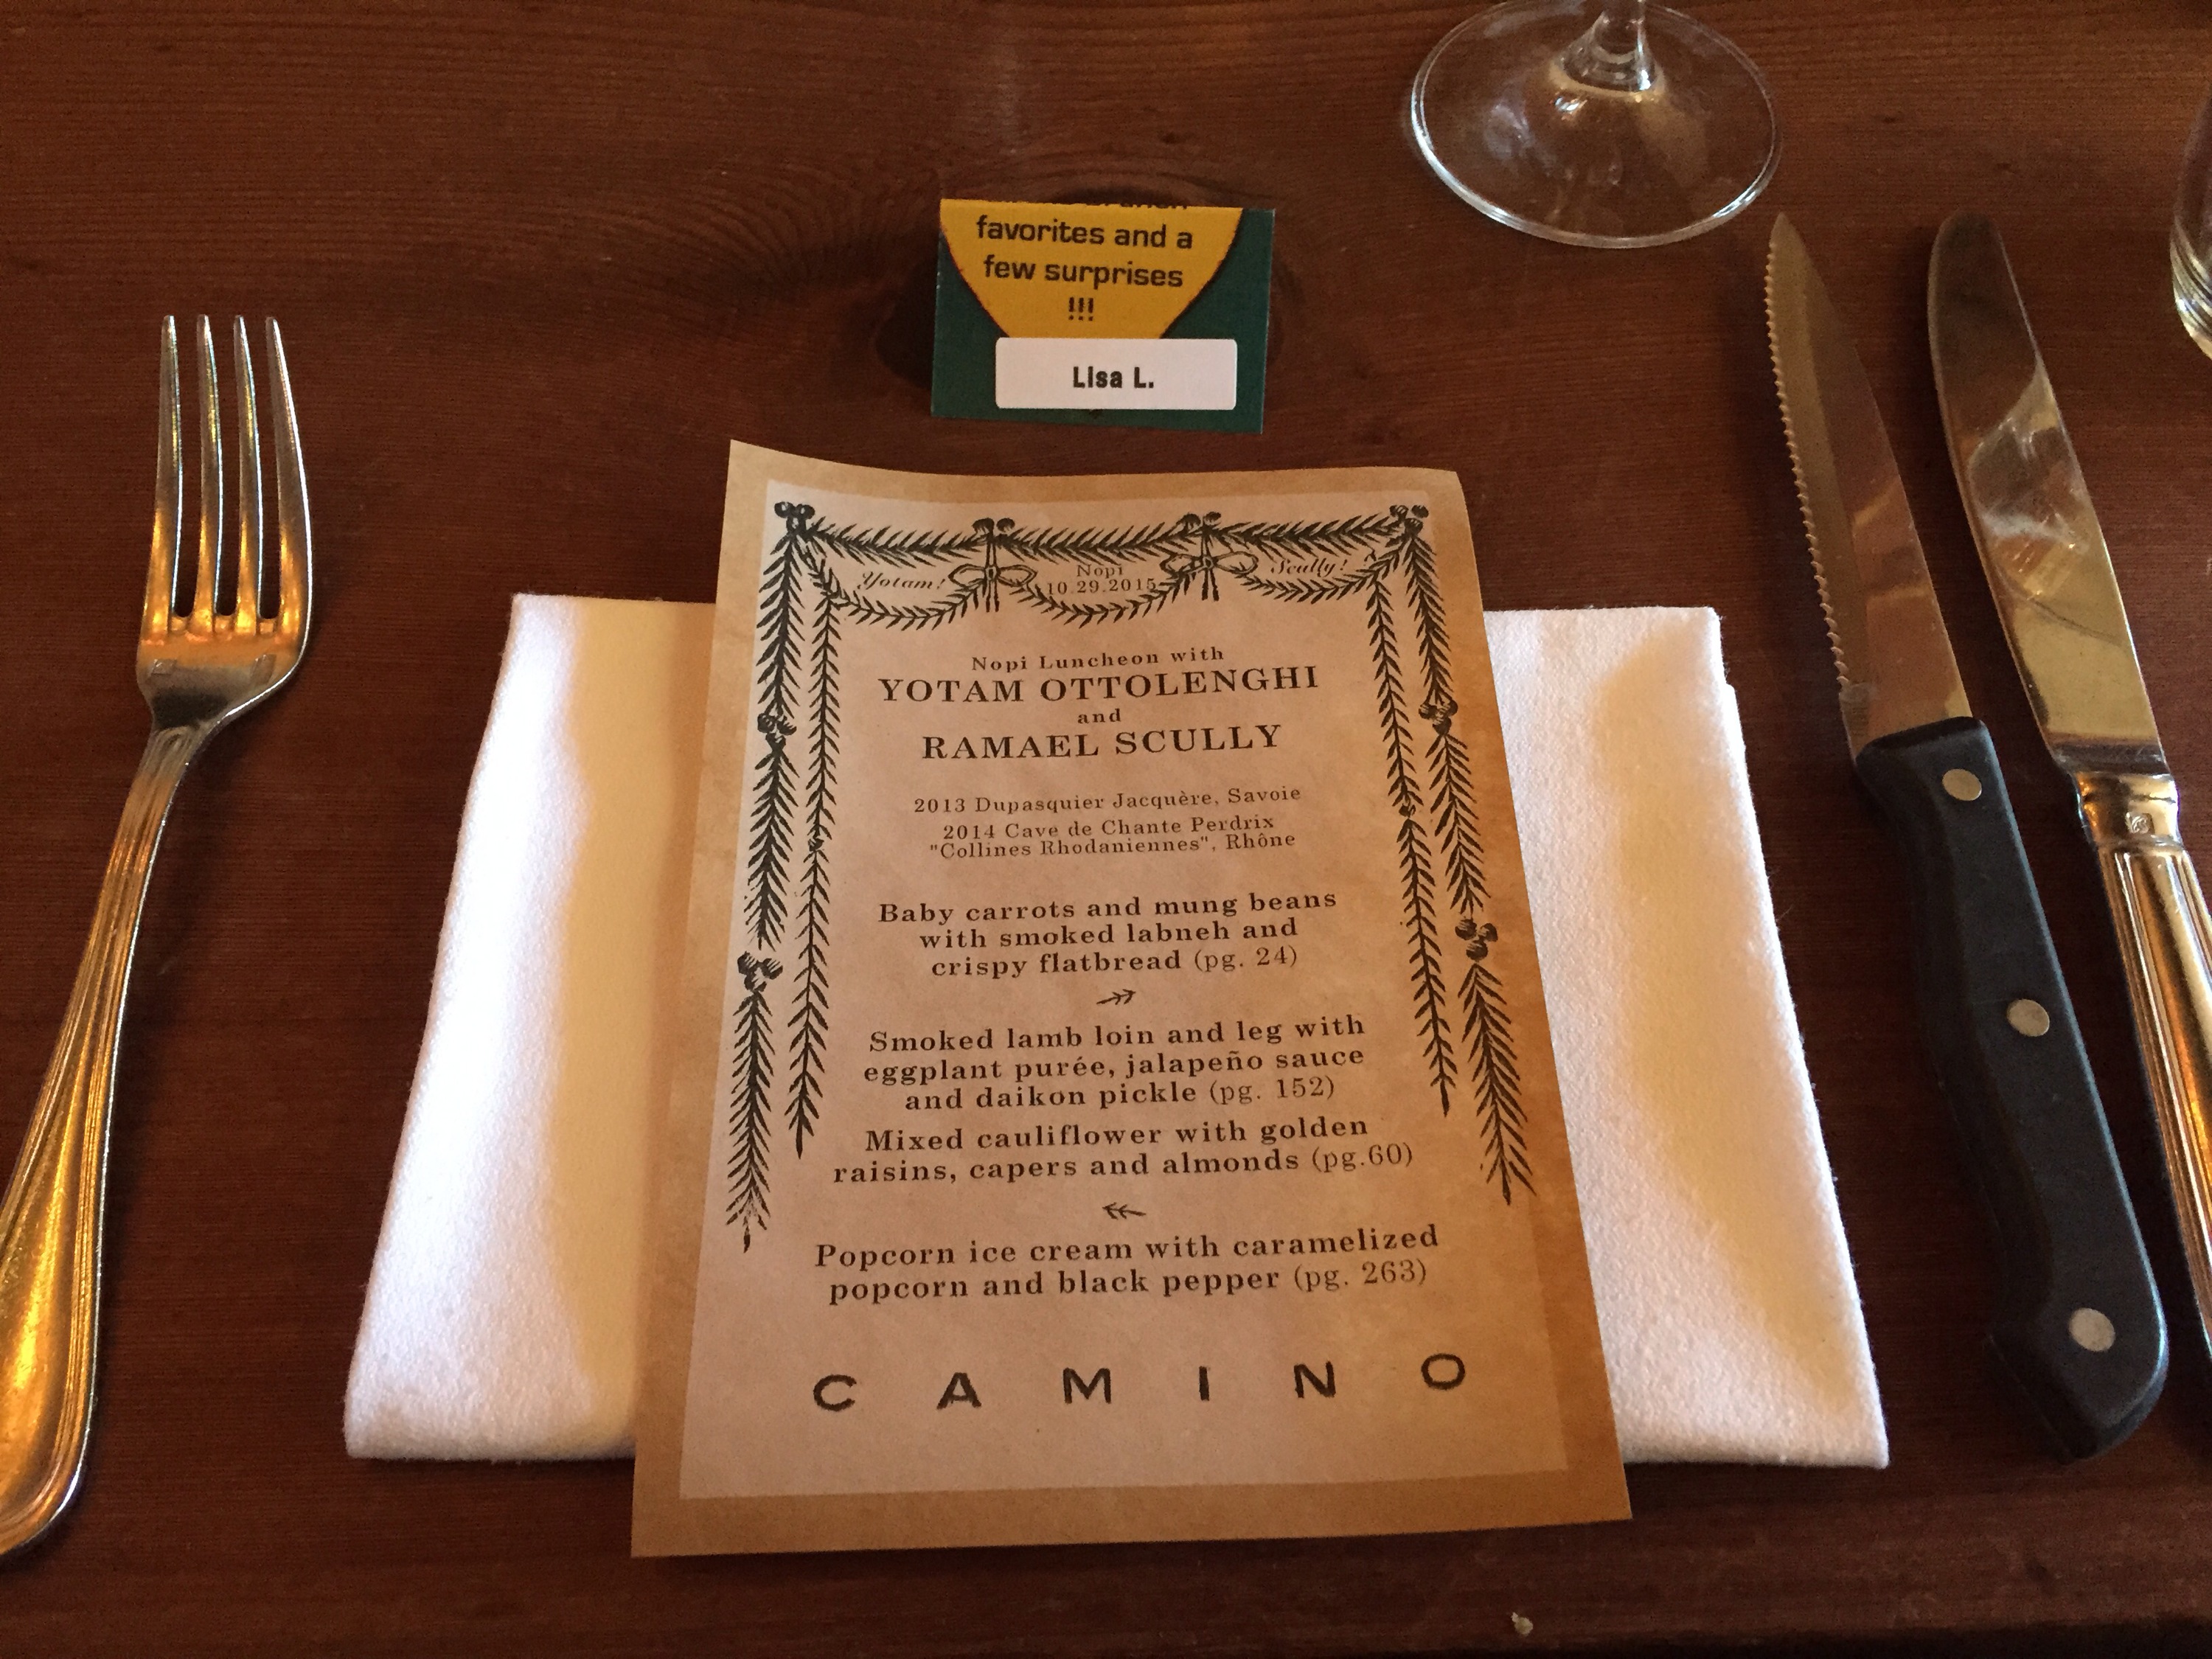 favorites and a
few surprises
!!!
Lisa L.
Yotam! Nopi Scully!
10.29.2015
Nopi Luncheon with
YOTAM OTTOLENGHI
and
RAMAEL SCULLY
2013 Dupasquier Jacquère, Savoie
2014 Cave de Chante Perdrix
"Collines Rhodaniennes", Rhône
Baby carrots and mung beans
with smoked labneh and
crispy flatbread (pg. 24)
Smoked lamb loin and leg with
eggplant purée, jalapeño sauce
and daikon pickle (pg. 152)
Mixed cauliflower with golden
raisins, capers and almonds (pg.60)
Popcorn ice cream with caramelized
popcorn and black pepper (pg. 263)
CAMINO